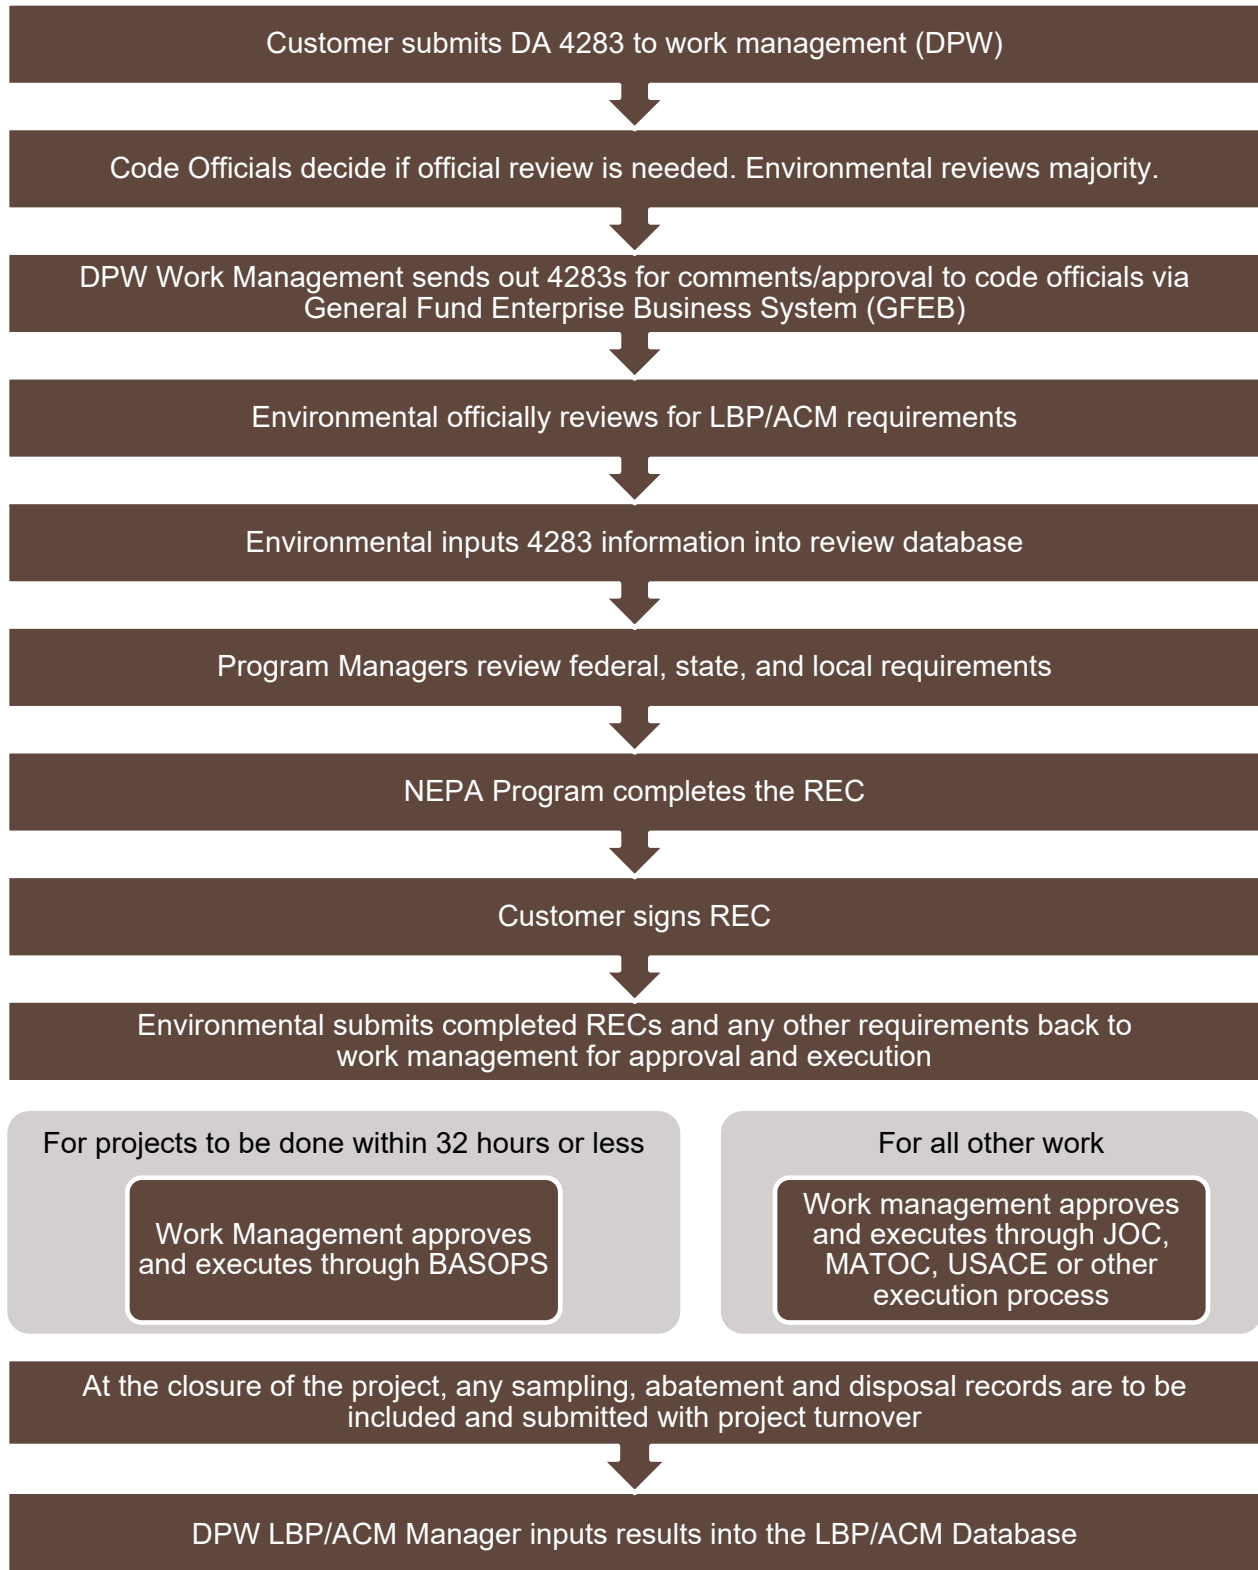 Customer submits DA 4283 to work management (DPW)
Code Officials decide if official review is needed. Environmental reviews majority.
DPW Work Management sends out 4283s for comments/approval to code officials via
General Fund Enterprise Business System (GFEB)
Environmental officially reviews for LBP/ACM requirements
Environmental inputs 4283 information into review database
Program Managers review federal, state, and local requirements
NEPA Program completes the REC
Customer signs REC
Environmental submits completed RECs and any other requirements back to
work management for approval and execution
For projects to be done within 32 hours or less
Work Management approves
and executes through BASOPS
For all other work
Work management approves
and executes through JOC,
MATOC, USACE or other
execution process
At the closure of the project, any sampling, abatement and disposal records are to be
included and submitted with project turnover
DPW LBP/ACM Manager inputs results into the LBP/ACM Database